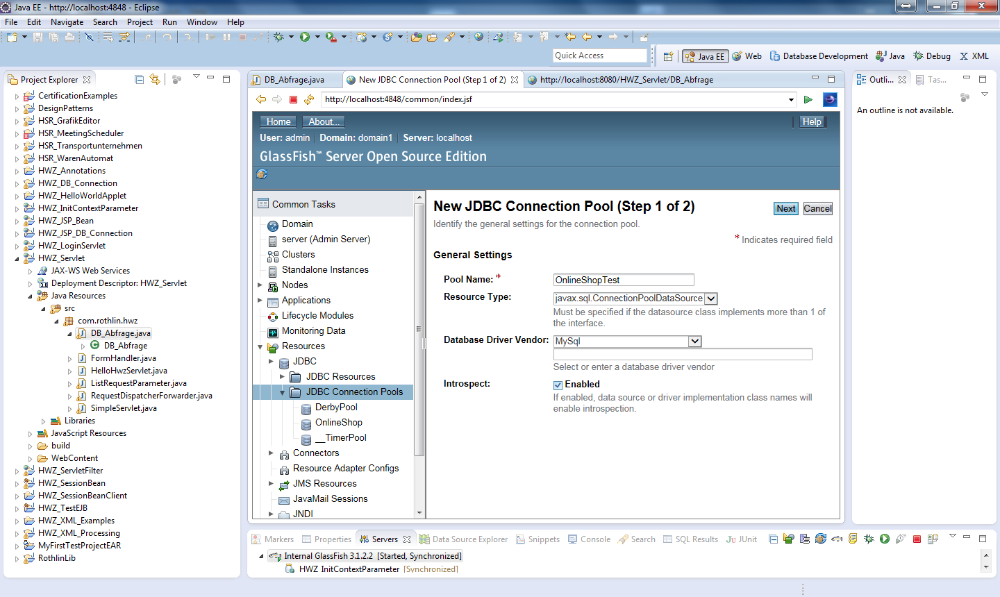 Java EE - http://localhost:4848 - Eclipse
File Edit Navigate Search Project Run Window Help
Quick Access
Java EE Web Database Development Java Debug XML
Project Explorer
CertificationExamples
DesignPatterns
HSR_GrafikEditor
HSR_MeetingScheduler
HSR_Transportunternehmen
HSR_WarenAutomat
HWZ_Annotations
HWZ_DB_Connection
HWZ_HelloWorldApplet
HWZ_InitContextParameter
HWZ_JSP_Bean
HWZ_JSP_DB_Connection
HWZ_LoginServlet
HWZ_Servlet
JAX-WS Web Services
Deployment Descriptor: HWZ_Servlet
Java Resources
src
com.rothlin.hwz
DB_Abfrage.java
DB_Abfrage
FormHandler.java
HelloHwzServlet.java
ListRequestParameter.java
RequestDispatcherForwarder.java
SimpleServlet.java
Libraries
JavaScript Resources
build
WebContent
HWZ_ServletFilter
HWZ_SessionBean
HWZ_SessionBeanClient
HWZ_TestEJB
HWZ_XML_Examples
HWZ_XML_Processing
MyFirstTestProjectEAR
RothlinLib
DB_Abfrage.java New JDBC Connection Pool (Step 1 of 2) http://localhost:8080/HWZ_Servlet/DB_Abfrage
http://localhost:4848/common/index.jsf
Home About... Help
User: admin Domain: domain1 Server: localhost
GlassFish™ Server Open Source Edition
Common Tasks
Domain
server (Admin Server)
Clusters
Standalone Instances
Nodes
Applications
Lifecycle Modules
Monitoring Data
Resources
JDBC
JDBC Resources
JDBC Connection Pools
DerbyPool
OnlineShop
__TimerPool
Connectors
Resource Adapter Configs
JMS Resources
JavaMail Sessions
JNDI
New JDBC Connection Pool (Step 1 of 2)
Next Cancel
Identify the general settings for the connection pool.
* Indicates required field
General Settings
Pool Name: * OnlineShopTest
Resource Type: javax.sql.ConnectionPoolDataSource
Must be specified if the datasource class implements more than 1 of
the interface.
Database Driver Vendor: MySql
Select or enter a database driver vendor
Introspect: Enabled
If enabled, data source or driver implementation class names will
enable introspection.
Outli... Tas...
An outline is not available.
Markers Properties Servers Data Source Explorer Snippets Console Search SQL Results JUnit
Internal GlassFish 3.1.2.2 [Started, Synchronized]
HWZ_InitContextParameter [Synchronized]